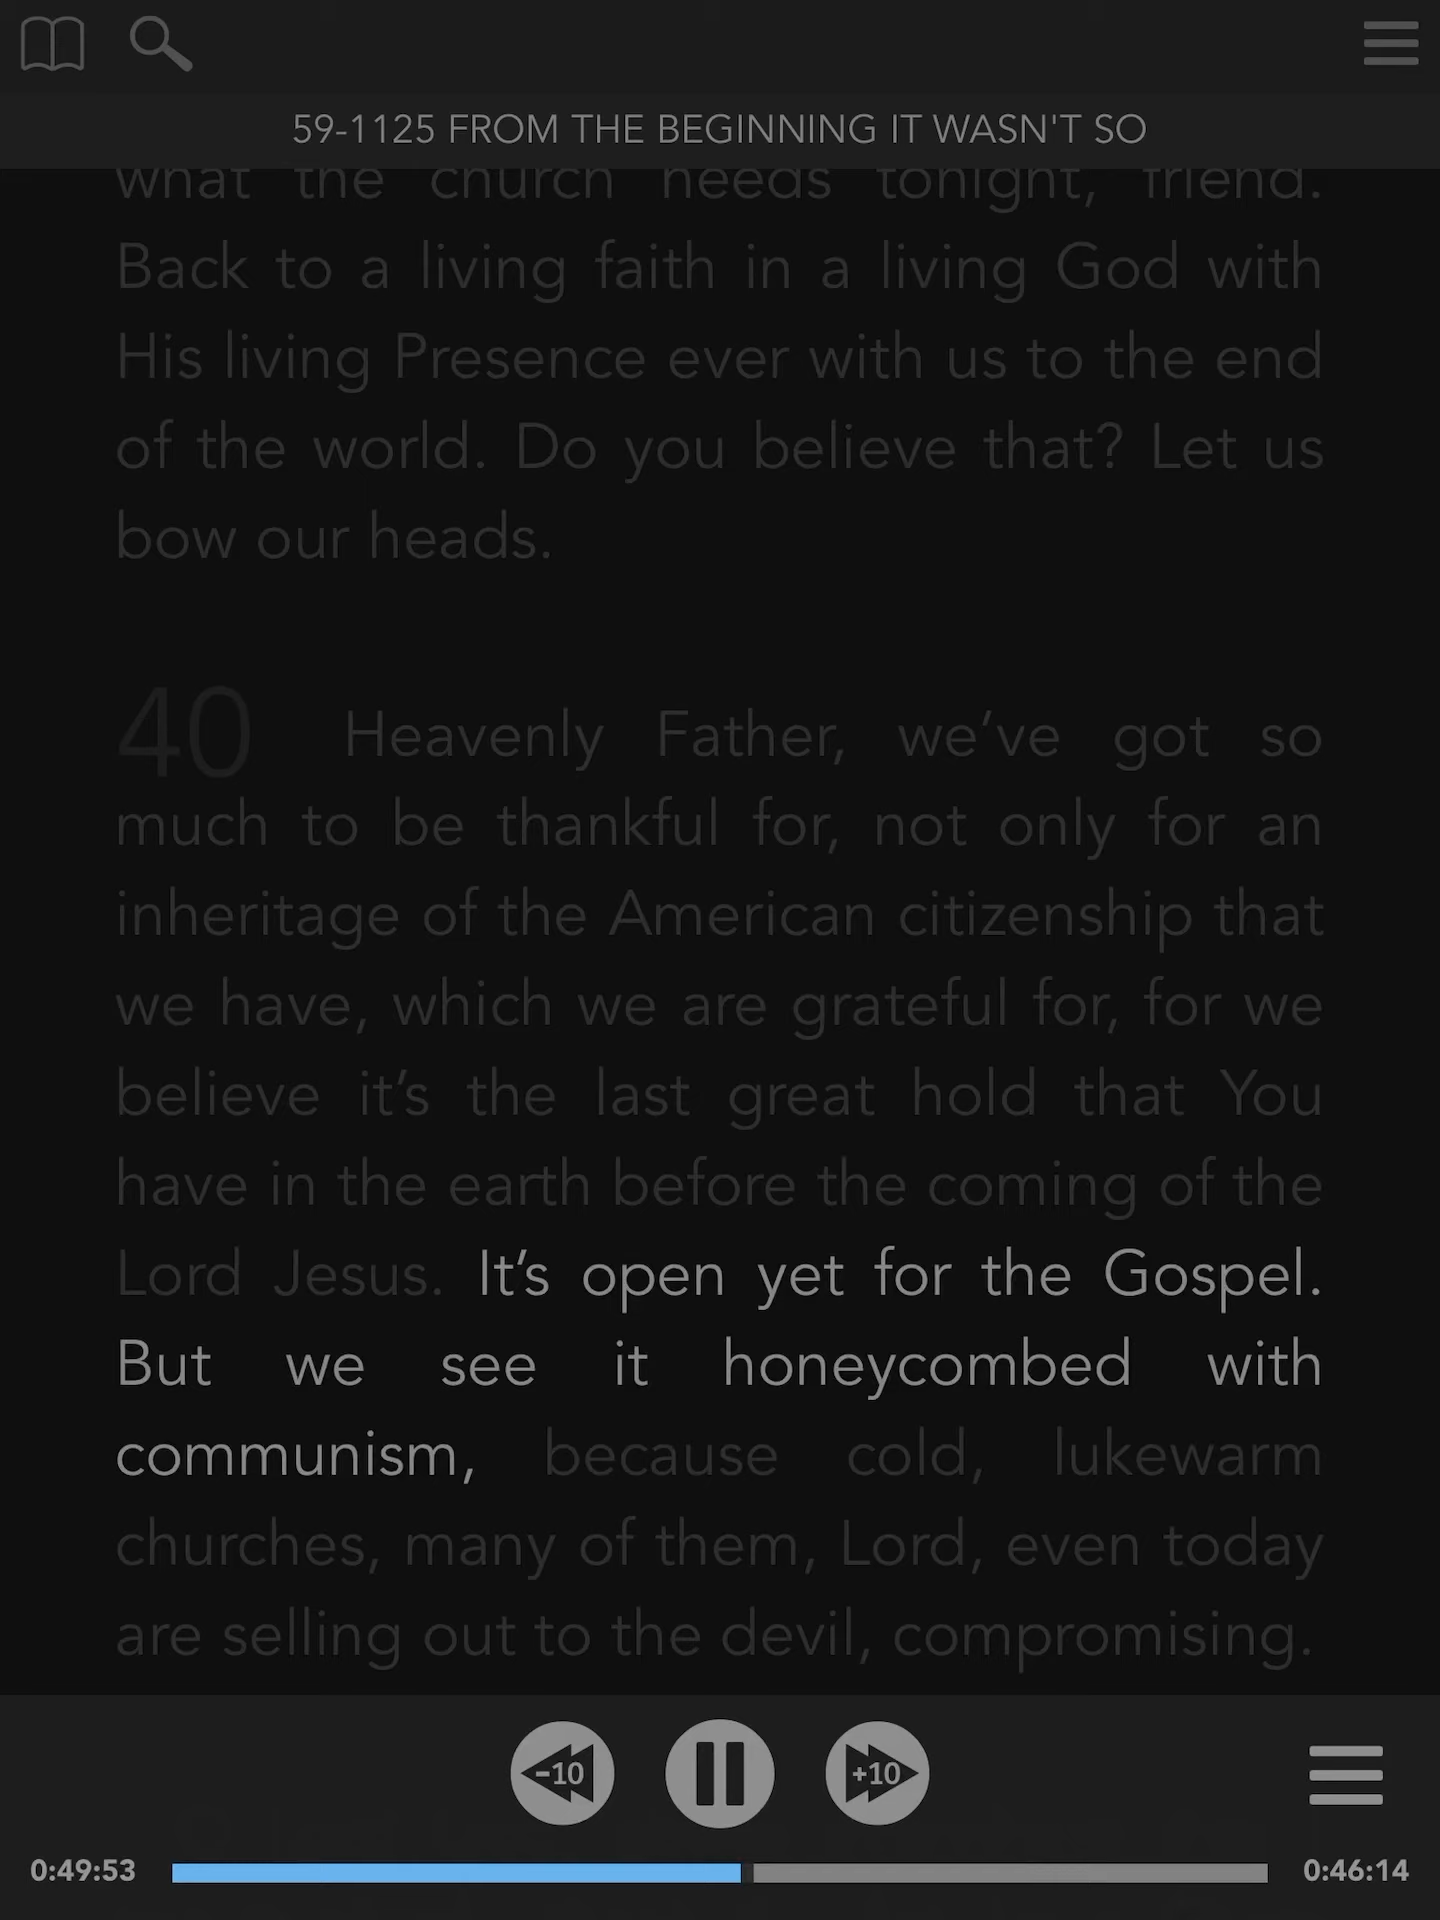 59-1125 FROM THE BEGINNING IT WASN'T SO
what the church needs tonight, friend.
Back to a living faith in a living God with
His living Presence ever with us to the end
of the world. Do you believe that? Let us
bow our heads.
40 Heavenly Father, we’ve got so
much to be thankful for, not only for an
inheritage of the American citizenship that
we have, which we are grateful for, for we
believe it’s the last great hold that You
have in the earth before the coming of the
Lord Jesus. It’s open yet for the Gospel.
But we see it honeycombed with
communism, because cold, lukewarm
churches, many of them, Lord, even today
are selling out to the devil, compromising.
-10 +10
0:49:53 0:46:14